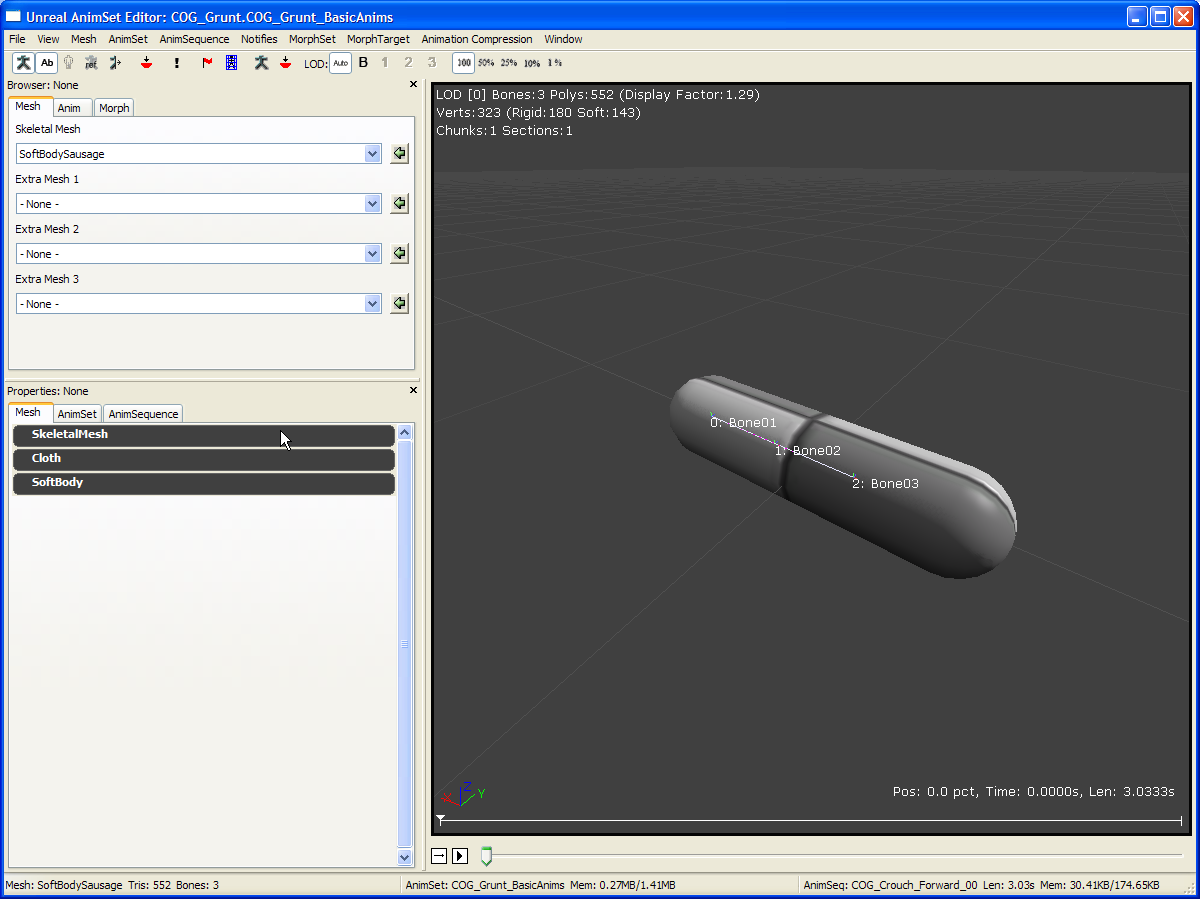 Unreal AnimSet Editor: COG_Grunt.COG_Grunt_BasicAnims
File View Mesh AnimSet AnimSequence Notifies MorphSet MorphTarget Animation Compression Window
Ab LOD: Auto B 1 2 3 100 50% 25% 10% 1%
Browser: None
Mesh Anim Morph
Skeletal Mesh
SoftBodySausage
Extra Mesh 1
- None -
Extra Mesh 2
- None -
Extra Mesh 3
- None -
Properties: None
Mesh AnimSet AnimSequence
SkeletalMesh
Cloth
SoftBody
LOD [0] Bones:3 Polys:552 (Display Factor:1.29)
Verts:323 (Rigid:180 Soft:143)
Chunks:1 Sections:1
0: Bone01
1: Bone02
2: Bone03
X Z Y
Pos: 0.0 pct, Time: 0.0000s, Len: 3.0333s
Mesh: SoftBodySausage Tris: 552 Bones: 3
AnimSet: COG_Grunt_BasicAnims Mem: 0.27MB/1.41MB
AnimSeq: COG_Crouch_Forward_00 Len: 3.03s Mem: 30.41KB/174.65KB